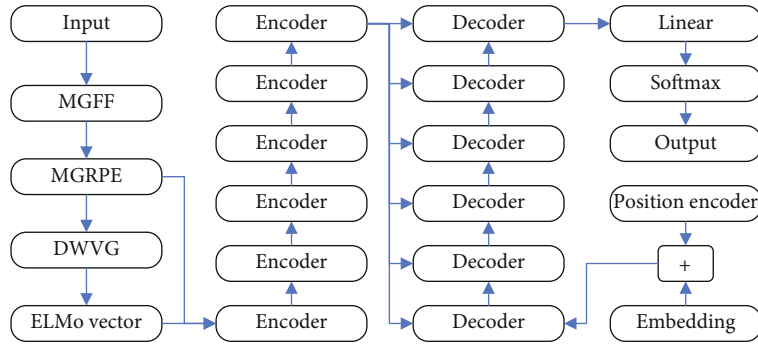 Input
MGFF
MGRPE
DWVG
ELMo vector
Encoder
Encoder
Encoder
Encoder
Encoder
Encoder
Decoder
Decoder
Decoder
Decoder
Decoder
Decoder
Linear
Softmax
Output
Position encoder
+
Embedding